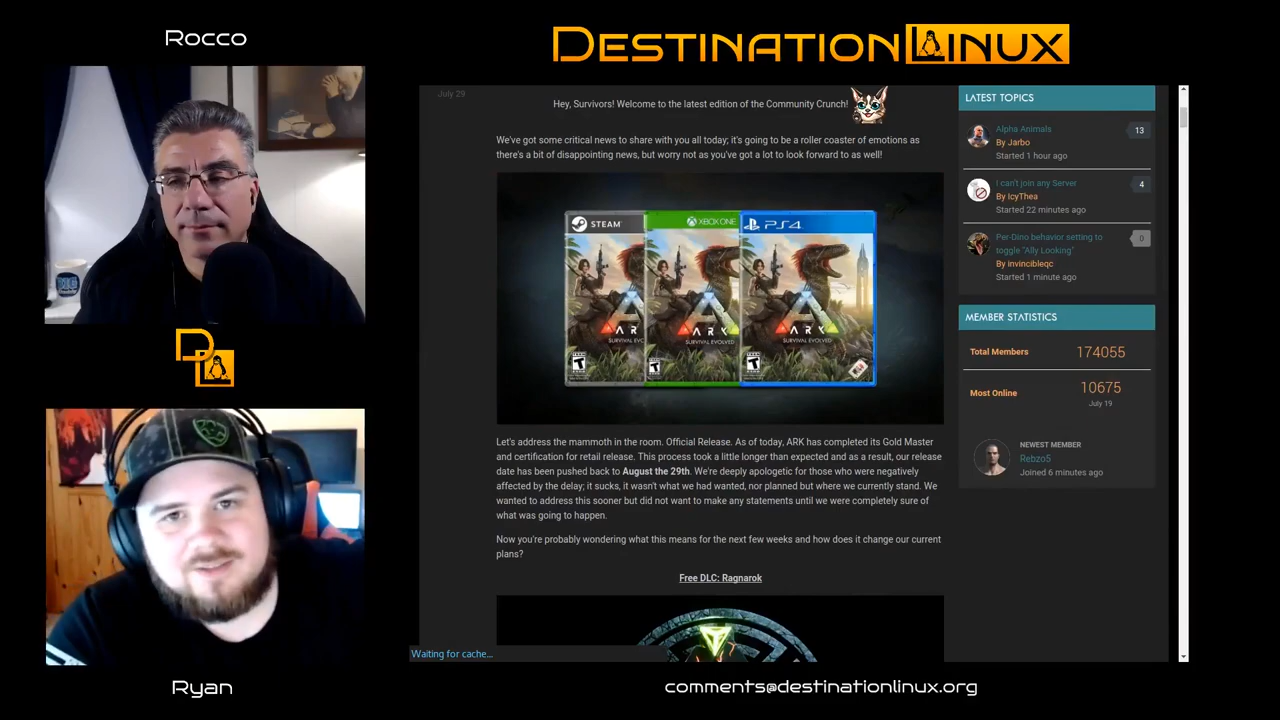 Rocco
DESTINATION LINUX
July 29
Hey, Survivors! Welcome to the latest edition of the Community Crunch!
We've got some critical news to share with you all today; it's going to be a roller coaster of emotions as
there's a bit of disappointing news, but worry not as you've got a lot to look forward to as well!
STEAM
XBOX ONE
PS4
ARK
SURVIVAL EVOLVED
ARK
SURVIVAL EVOLVED
ARK
SURVIVAL EVOLVED
Let's address the mammoth in the room. Official Release. As of today, ARK has completed its Gold Master
and certification for retail release. This process took a little longer than expected and as a result, our release
date has been pushed back to August the 29th. We're deeply apologetic for those who were negatively
affected by the delay; it sucks, it wasn't what we had wanted, nor planned but where we currently stand. We
wanted to address this sooner but did not want to make any statements until we were completely sure of
what was going to happen.
Now you're probably wondering what this means for the next few weeks and how does it change our current
plans?
Free DLC: Ragnarok
Waiting for cache...
LATEST TOPICS
Alpha Animals 13
By Jarbo
Started 1 hour ago
I can't join any Server 4
By IcyThea
Started 22 minutes ago
Per-Dino behavior setting to 0
toggle "Ally Looking"
By invincibleqc
Started 1 minute ago
MEMBER STATISTICS
Total Members 174055
Most Online 10675
July 19
NEWEST MEMBER
Rebzo5
Joined 6 minutes ago
DL
Ryan
comments@destinationlinux.org